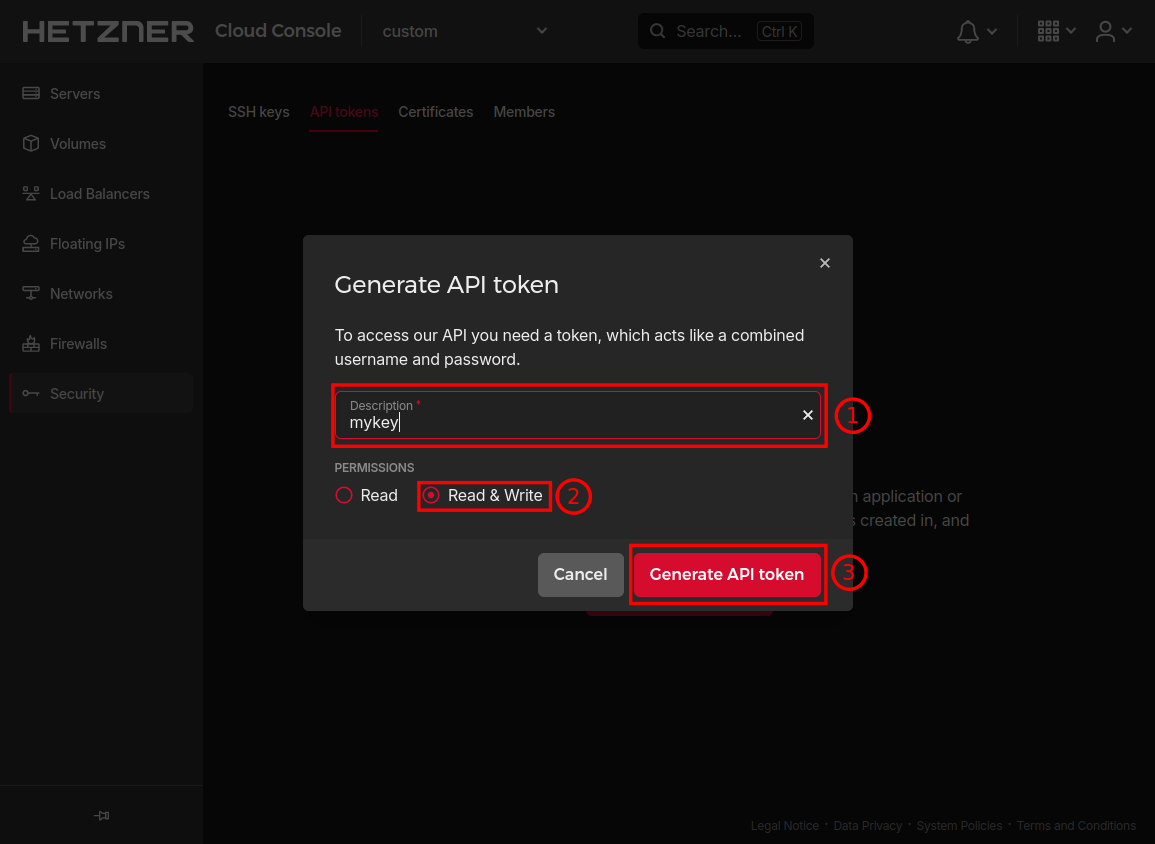 HETZNER Cloud Console custom Search... Ctrl K
Servers
SSH keys API tokens Certificates Members
Volumes
Load Balancers
Floating IPs
Networks
Firewalls
Security
Generate API token
To access our API you need a token, which acts like a combined
username and password.
Description *
mykey
1
PERMISSIONS
Read Read & Write 2
application or
created in, and
Cancel Generate API token 3
Legal Notice · Data Privacy · System Policies · Terms and Conditions